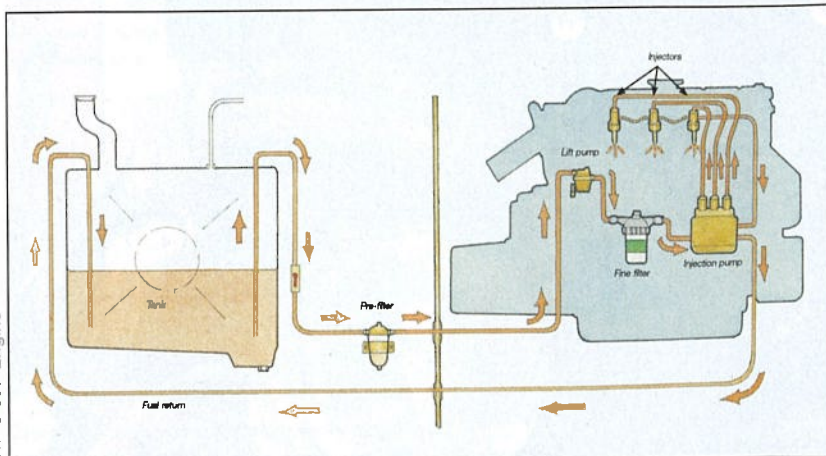 Injectors
Lift pump
Fine filter
Injection pump
Tank
Pre-filter
Fuel return